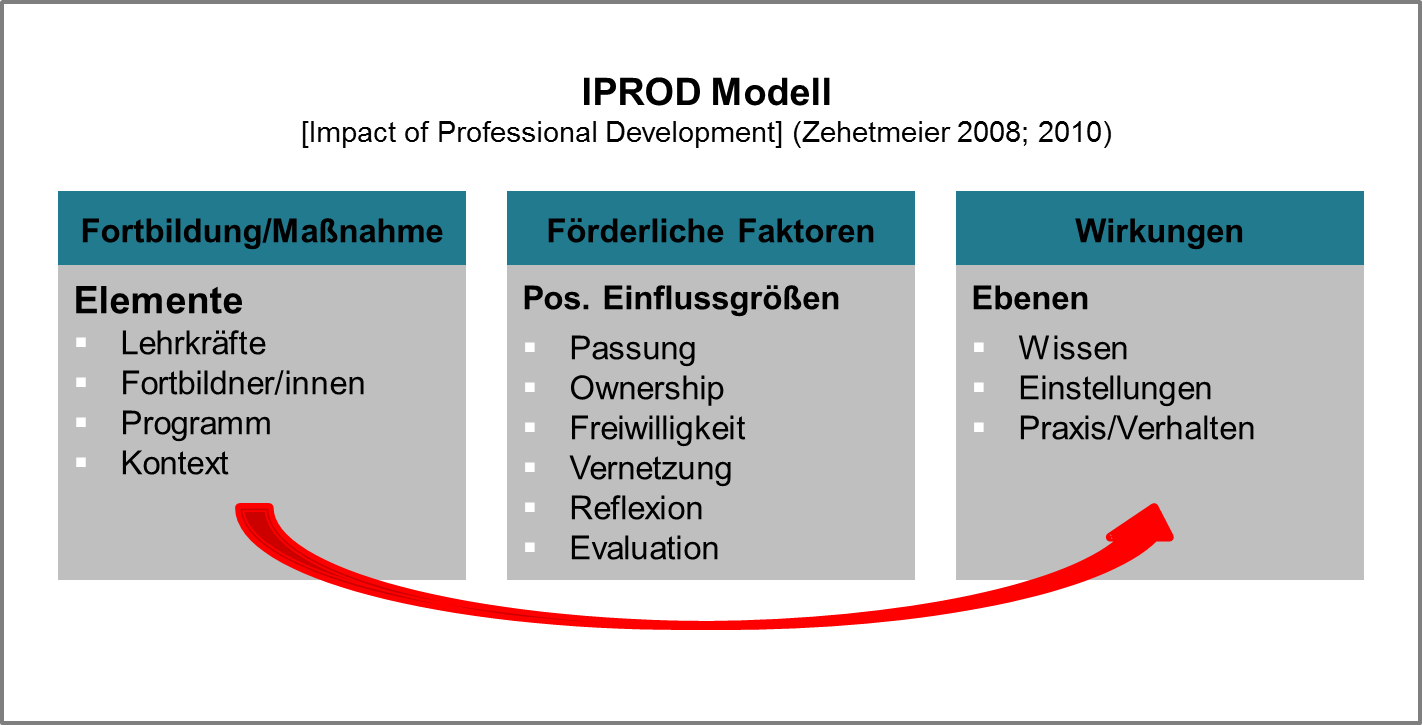 IPROD Modell
[Impact of Professional Development] (Zehetmeier 2008; 2010)
Fortbildung/Maßnahme
Elemente
Lehrkräfte
Fortbildner/innen
Programm
Kontext
Förderliche Faktoren
Pos. Einflussgrößen
Passung
Ownership
Freiwilligkeit
Vernetzung
Reflexion
Evaluation
Wirkungen
Ebenen
Wissen
Einstellungen
Praxis/Verhalten